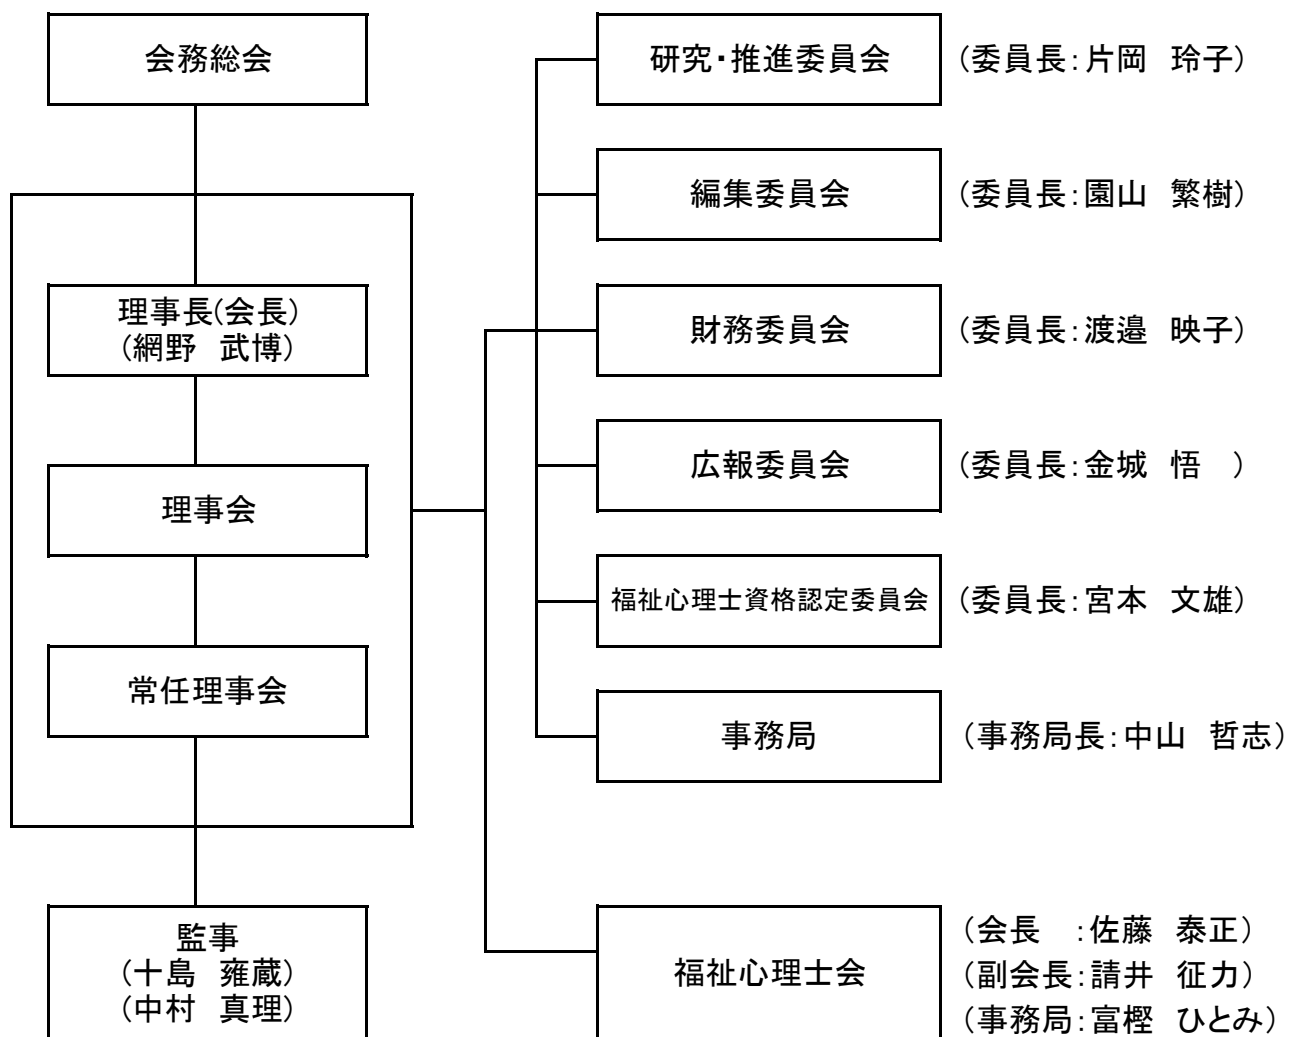 会務総会
理事長(会長)
(網野　武博)
理事会
常任理事会
監事
(十島　雍蔵)
(中村　真理)
研究・推進委員会 (委員長:片岡　玲子)
編集委員会 (委員長:園山　繁樹)
財務委員会 (委員長:渡邉　映子)
広報委員会 (委員長:金城　悟　)
福祉心理士資格認定委員会 (委員長:宮本　文雄)
事務局 (事務局長:中山　哲志)
福祉心理士会
(会長　:佐藤　泰正)
(副会長:請井　征力)
(事務局:富樫　ひとみ)